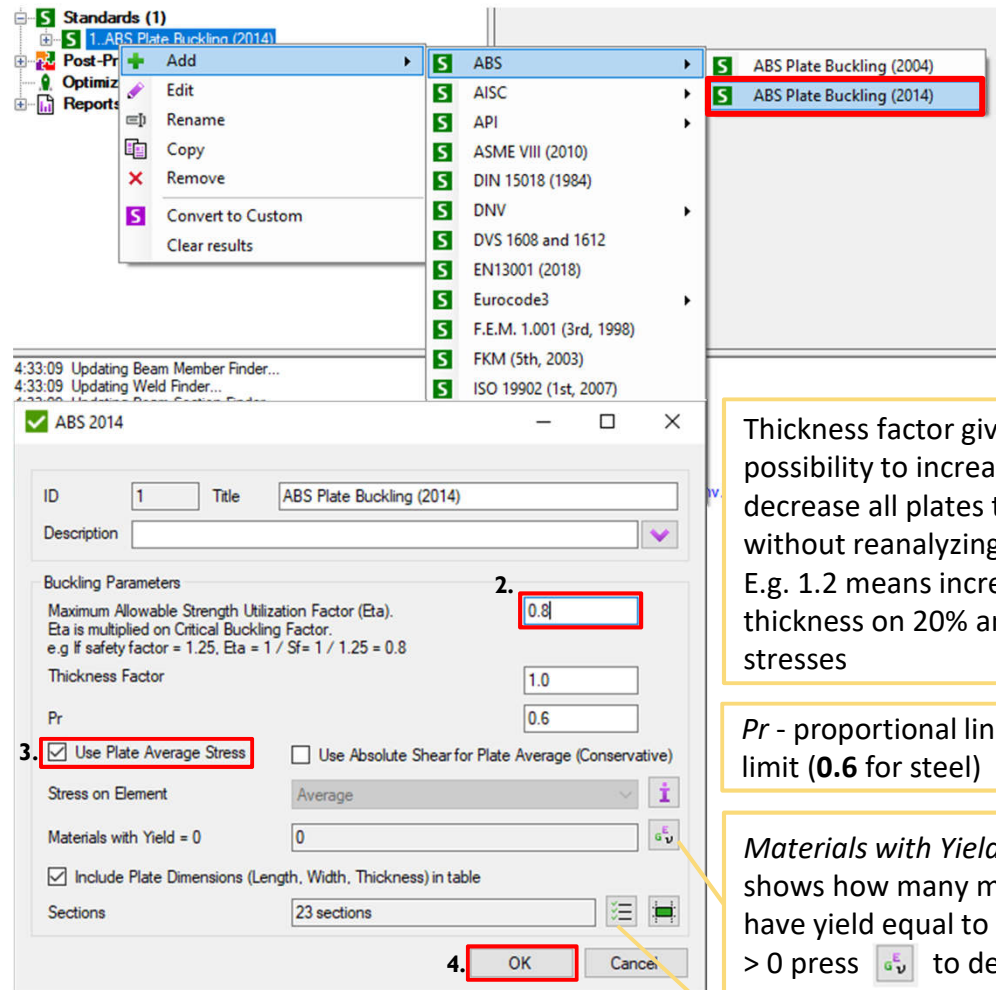 Standards (1)
1..ABS Plate Buckling (2014)
Post-Pr
Optimiz
Reports
Add
Edit
Rename
Copy
Remove
Convert to Custom
Clear results
ABS
AISC
API
ASME VIII (2010)
DIN 15018 (1984)
DNV
DVS 1608 and 1612
EN13001 (2018)
Eurocode3
F.E.M. 1.001 (3rd, 1998)
FKM (5th, 2003)
ISO 19902 (1st, 2007)
ABS Plate Buckling (2004)
ABS Plate Buckling (2014)
4:33:09 Updating Beam Member Finder...
4:33:09 Updating Weld Finder...
4:33:09 Updating Beam Section Finder
ABS 2014
ID 1 Title ABS Plate Buckling (2014)
Description
Buckling Parameters
2.
Maximum Allowable Strength Utilization Factor (Eta). 0.8
Eta is multiplied on Critical Buckling Factor.
e.g If safety factor = 1.25, Eta = 1 / Sf= 1 / 1.25 = 0.8
Thickness Factor 1.0
Pr 0.6
3. Use Plate Average Stress Use Absolute Shear for Plate Average (Conservative)
Stress on Element Average
Materials with Yield = 0 0
Include Plate Dimensions (Length, Width, Thickness) in table
Sections 23 sections
4. OK Cancel
Thickness factor giv
possibility to increa
decrease all plates t
without reanalyzing
E.g. 1.2 means incre
thickness on 20% ar
stresses
Pr - proportional lin
limit (0.6 for steel)
Materials with Yield
shows how many m
have yield equal to
> 0 press to de